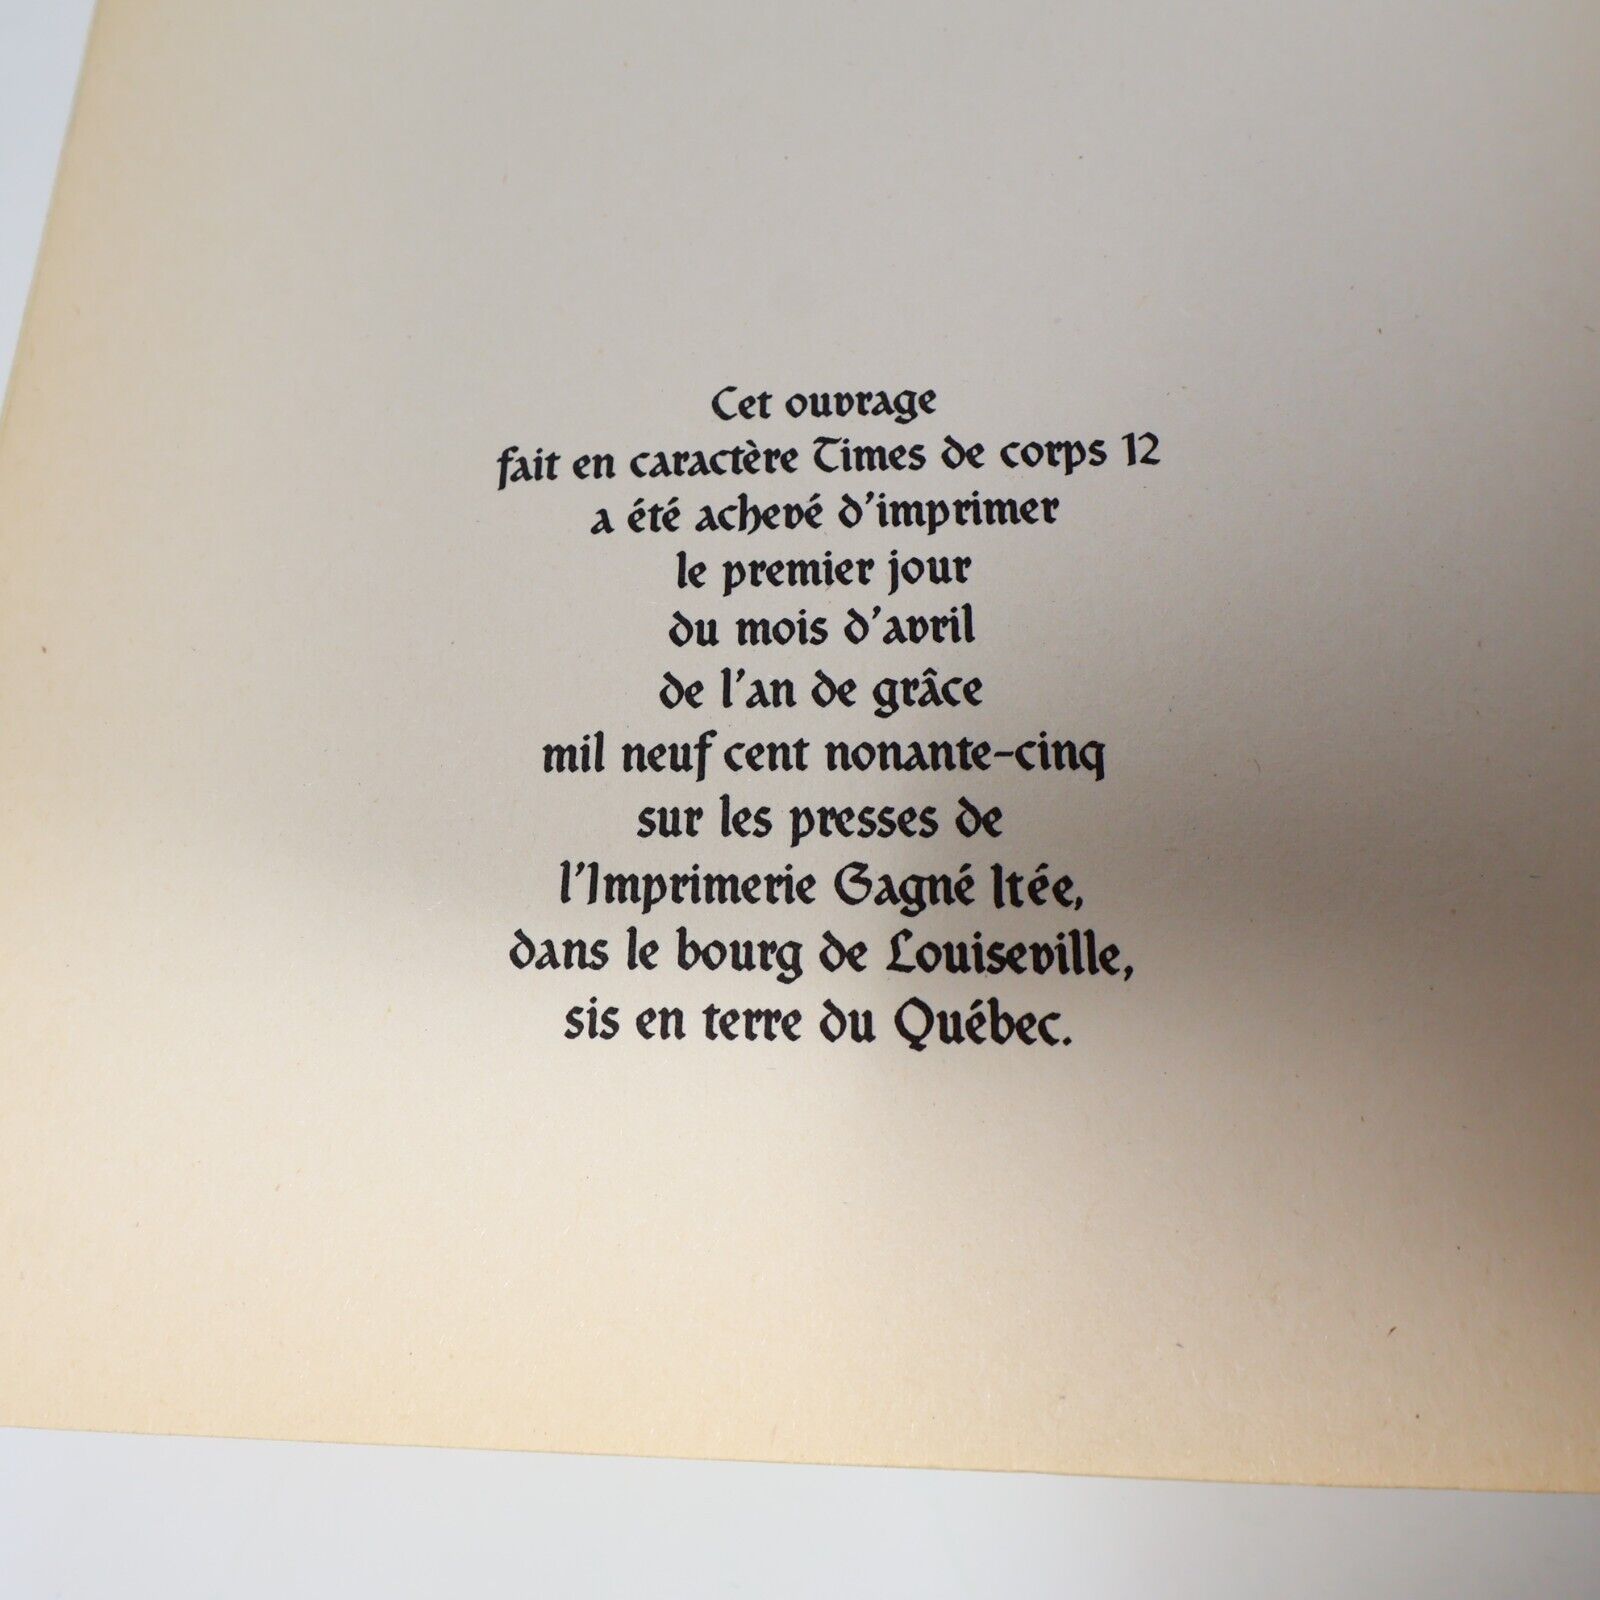 Cet ouvrage
fait en caractère Times de corps 12
a été achevé d'imprimer
le premier jour
du mois d'avril
de l'an de grâce
mil neuf cent nonante-cinq
sur les presses de
l'Imprimerie Gagné ltée,
dans le bourg de Louiseville,
sis en terre du Québec.